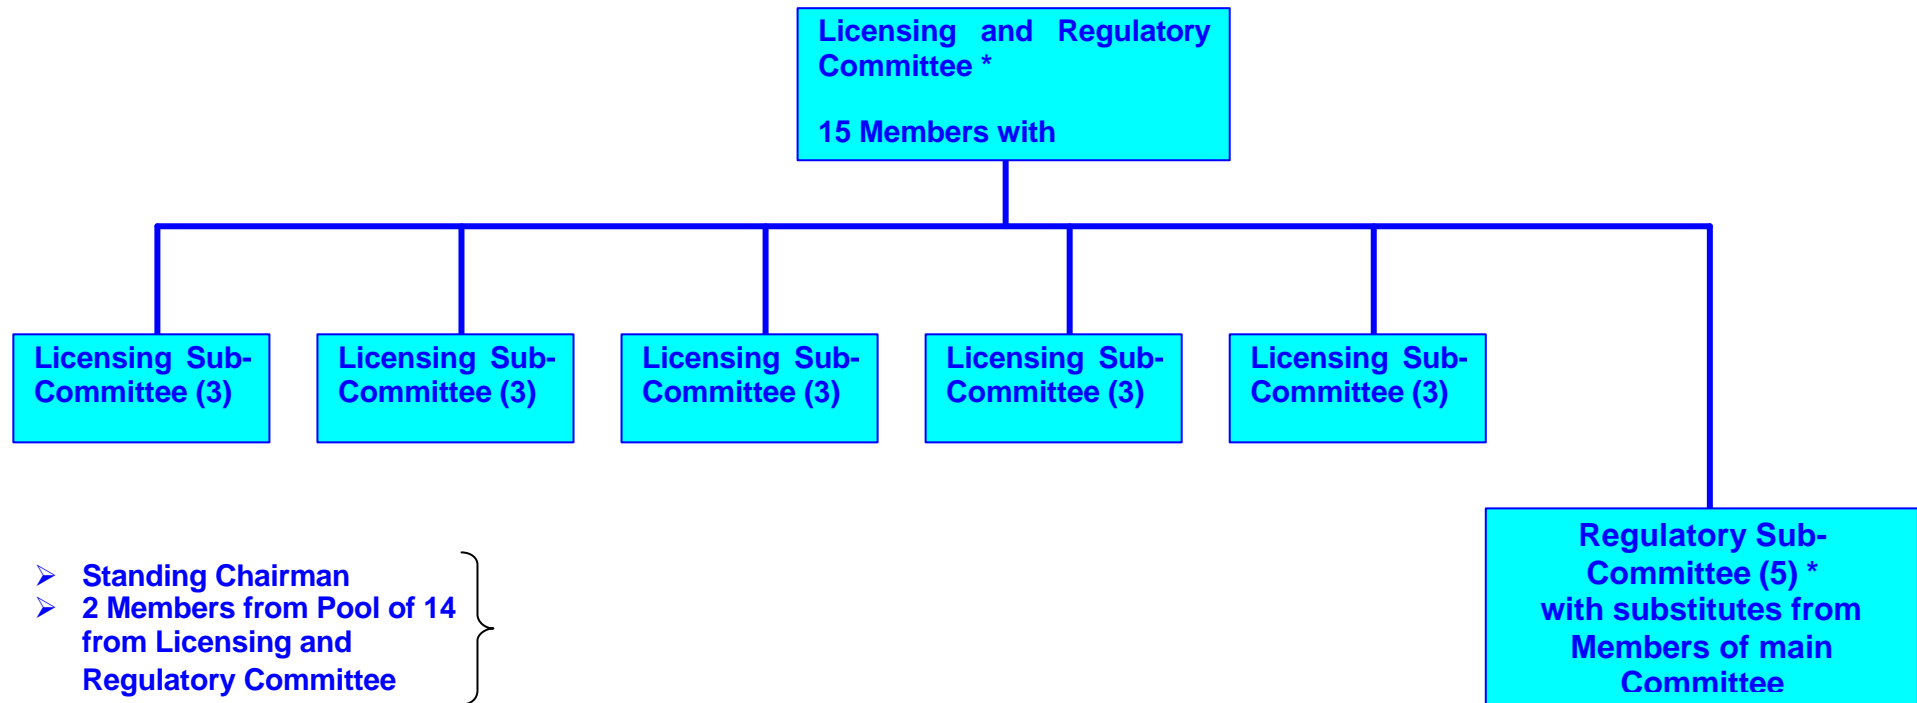 Licensing and Regulatory
Committee *
15 Members with
Licensing Sub-
Committee (3)
Licensing Sub-
Committee (3)
Licensing Sub-
Committee (3)
Licensing Sub-
Committee (3)
Licensing Sub-
Committee (3)
Regulatory Sub-
Committee (5) *
with substitutes from
Members of main
Committee
➢ Standing Chairman
➢ 2 Members from Pool of 14
from Licensing and
Regulatory Committee